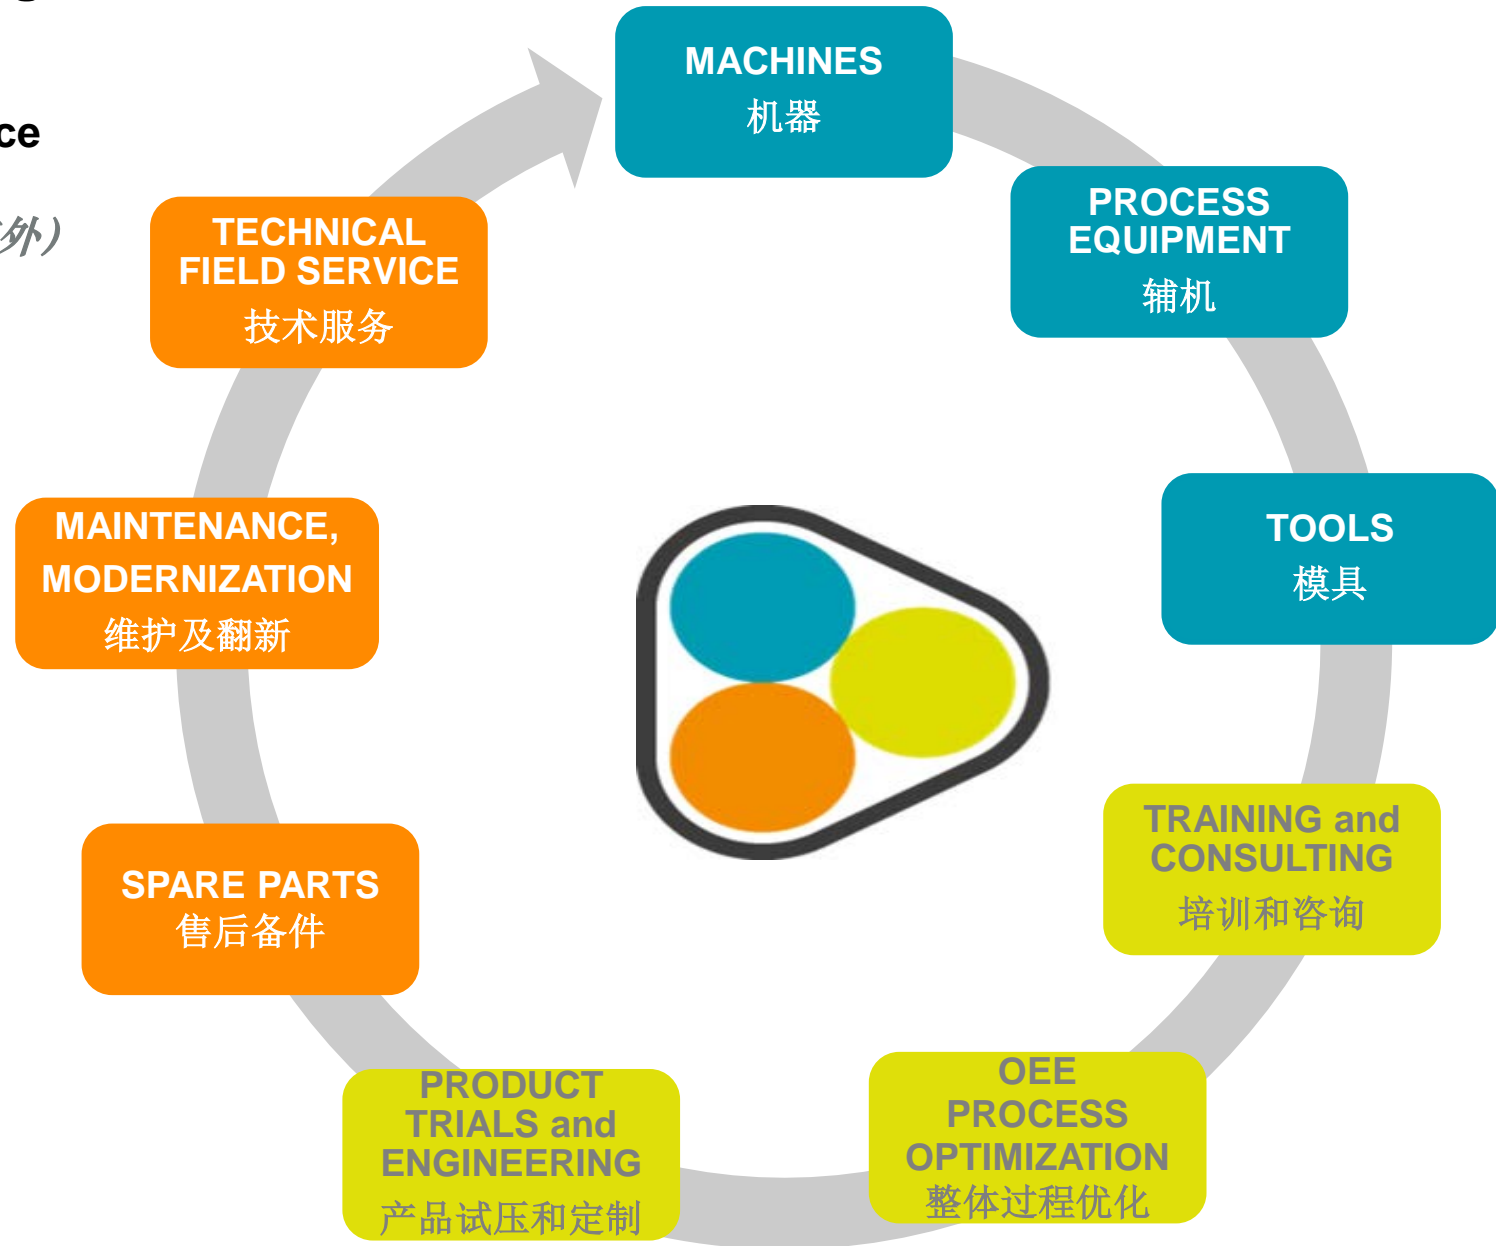 MACHINES
机器
PROCESS
EQUIPMENT
辅机
TOOLS
模具
TRAINING and
CONSULTING
培训和咨询
OEE
PROCESS
OPTIMIZATION
整体过程优化
PRODUCT
TRIALS and
ENGINEERING
产品试压和定制
SPARE PARTS
售后备件
MAINTENANCE,
MODERNIZATION
维护及翻新
TECHNICAL
FIELD SERVICE
技术服务
ce
外）